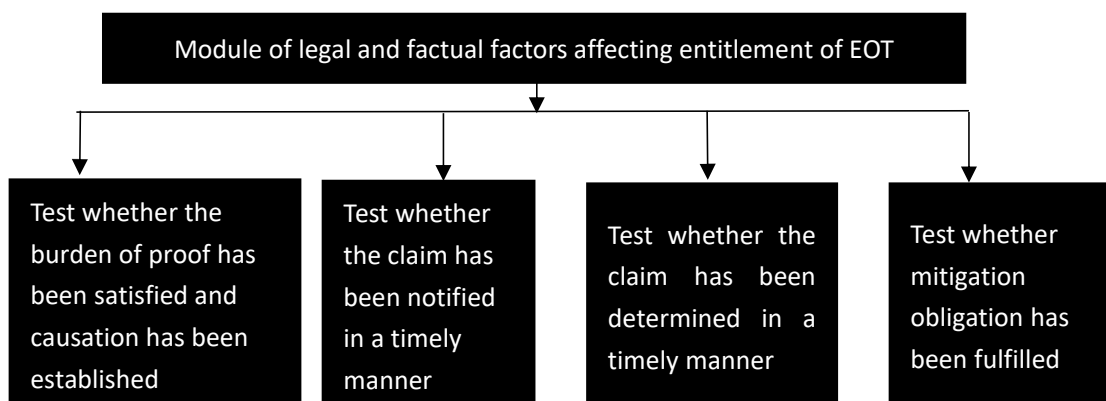 Module of legal and factual factors affecting entitlement of EOT
Test whether the
burden of proof has
been satisfied and
causation has been
established
Test whether
the claim has
been notified
in a timely
manner
Test whether the
claim has been
determined in a
timely manner
Test whether
mitigation
obligation has
been fulfilled